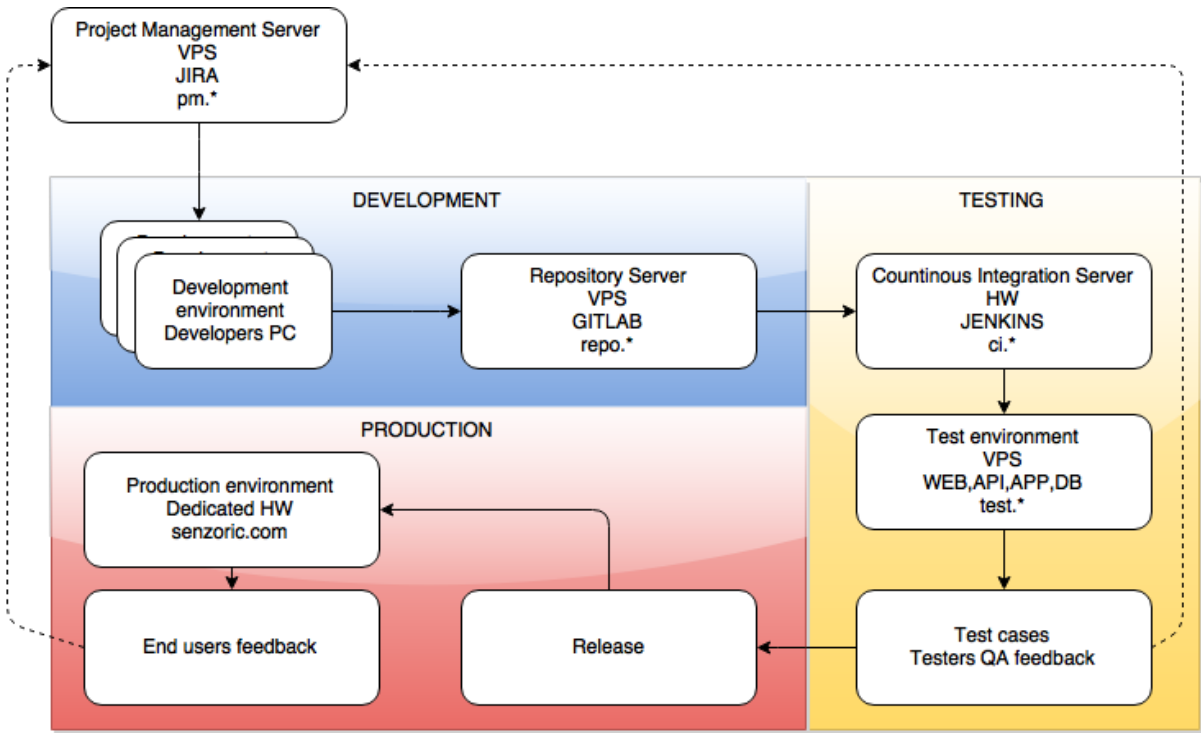 Project Management Server
VPS
JIRA
pm.*
DEVELOPMENT
Development
environment
Developers PC
Repository Server
VPS
GITLAB
repo.*
TESTING
Countinous Integration Server
HW
JENKINS
ci.*
Test environment
VPS
WEB,API,APP,DB
test.*
Test cases
Testers QA feedback
PRODUCTION
Release
Production environment
Dedicated HW
senzoric.com
End users feedback